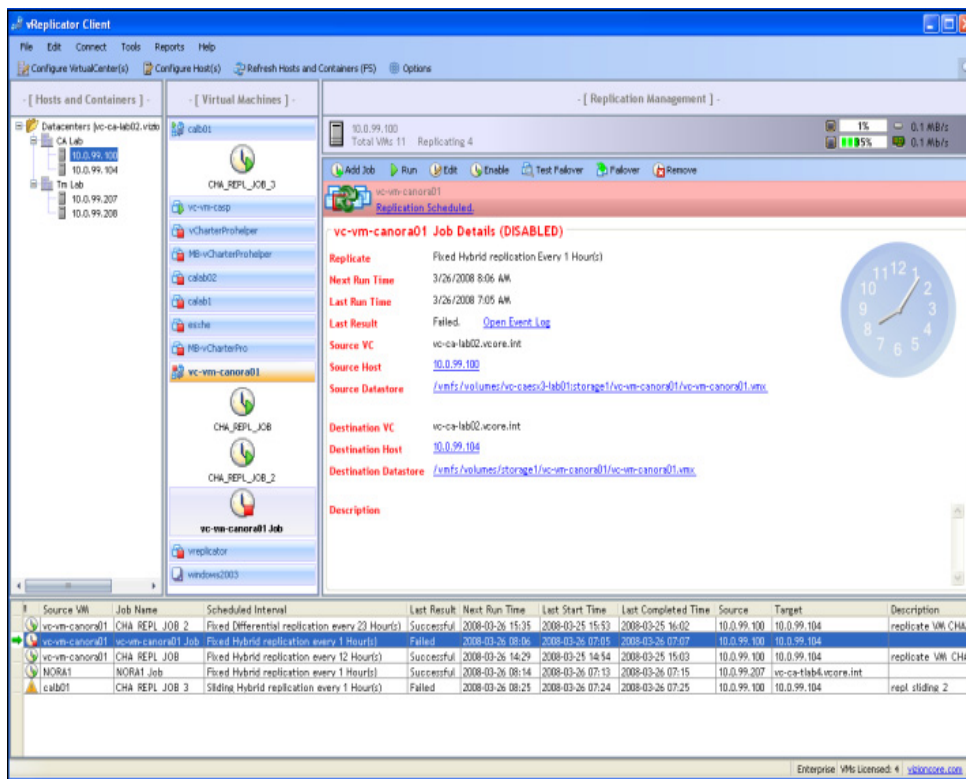 vReplicator Client
File Edit Connect Tools Reports Help
Configure VirtualCenter(s) Configure Host(s) Refresh Hosts and Containers (F5) Options
- [ Hosts and Containers ] -
Datacenters [vc-ca-lab02.vizio
CA Lab
10.0.99.100
10.0.99.104
Tm Lab
10.0.99.207
10.0.99.208
- [ Virtual Machines ] -
calb01
CHA_REPL_JOB_3
vc-vm-casp
vCharterProhelper
MB-vCharterProhelper
calab02
calab1
esxhe
MB-vCharterPro
vc-vm-canora01
CHA_REPL_JOB
CHA_REPL_JOB_2
vc-vm-canora01 Job
vreplicator
windows2003
- [ Replication Management ] -
10.0.99.100
Total VMs 11 Replicating 4
1% 0.1 MB/s
35% 0.1 Mb/s
Add Job Run Edit Enable Test Failover Failover Remove
vc-vm-canora01
Replication Scheduled.
vc-vm-canora01 Job Details (DISABLED)
Replicate Fixed Hybrid replication Every 1 Hour(s)
Next Run Time 3/26/2008 8:06 AM
Last Run Time 3/26/2008 7:05 AM
Last Result Failed. Open Event Log
Source VC vc-ca-lab02.vcore.int
Source Host 10.0.99.100
Source Datastore /vmfs/volumes/vc-caesx3-lab01:storage1/vc-vm-canora01/vc-vm-canora01.vmx
Destination VC vc-ca-lab02.vcore.int
Destination Host 10.0.99.104
Destination Datastore /vmfs/volumes/storage1/vc-vm-canora01/vc-vm-canora01.vmx
Description
12 1 2 3 4 5 6 7 8 9 10 11
! Source VM Job Name Scheduled Interval Last Result Next Run Time Last Start Time Last Completed Time Source Target Description
vc-vm-canora01 CHA REPL JOB 2 Fixed Differential replication every 23 Hour(s) Successful 2008-03-26 15:35 2008-03-25 15:53 2008-03-25 16:02 10.0.99.100 10.0.99.104 replicate VM CHA
vc-vm-canora01 vc-vm-canora01 Job Fixed Hybrid replication every 1 Hour(s) Failed 2008-03-26 08:06 2008-03-26 07:05 2008-03-26 07:07 10.0.99.100 10.0.99.104
vc-vm-canora01 CHA REPL JOB Fixed Hybrid replication every 12 Hour(s) Successful 2008-03-26 14:29 2008-03-25 14:54 2008-03-25 15:03 10.0.99.100 10.0.99.104 replicate VM CHA
NORA1 NORA1 Job Fixed Hybrid replication every 1 Hour(s) Successful 2008-03-26 08:14 2008-03-26 07:13 2008-03-26 07:15 10.0.99.207 vc-ca-tlab4.vcore.int
calb01 CHA REPL JOB 3 Sliding Hybrid replication every 1 Hour(s) Failed 2008-03-26 08:25 2008-03-26 07:24 2008-03-26 07:25 10.0.99.100 10.0.99.104 repl sliding 2
Enterprise VMs Licensed: 4 vizioncore.com